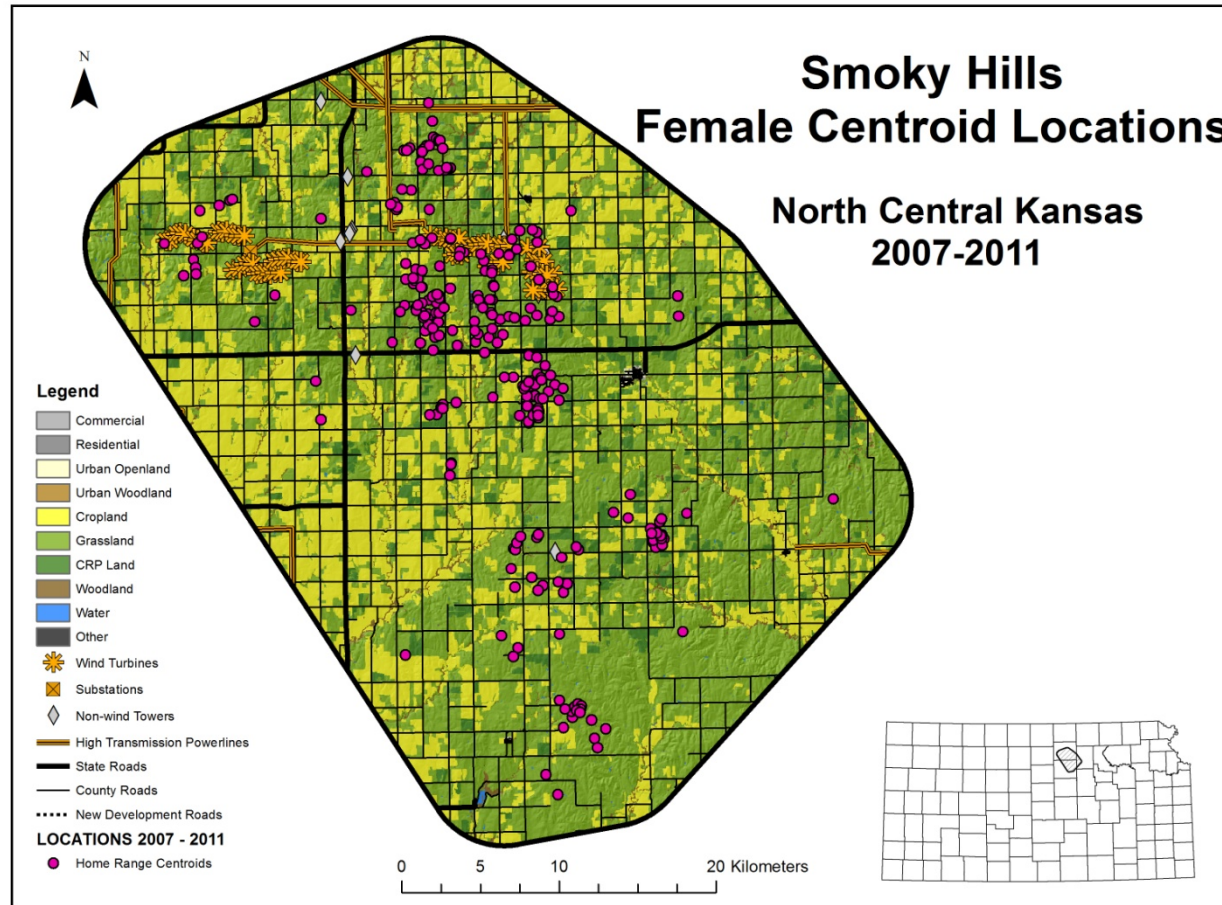 N
Smoky Hills
Female Centroid Locations
North Central Kansas
2007-2011
Legend
Commercial
Residential
Urban Openland
Urban Woodland
Cropland
Grassland
CRP Land
Woodland
Water
Other
Wind Turbines
Substations
Non-wind Towers
High Transmission Powerlines
State Roads
County Roads
New Development Roads
LOCATIONS 2007 - 2011
Home Range Centroids
0 5 10 20 Kilometers